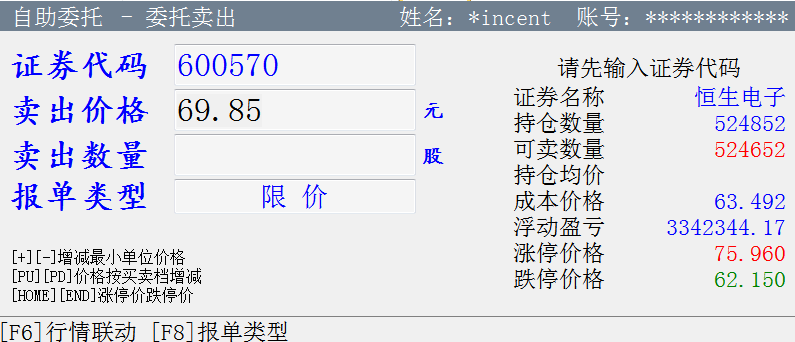 自助委托 - 委托卖出 姓名: *incent 账号: ************
证券代码 600570
卖出价格 69.85 元
卖出数量 股
报单类型 限 价
[+][-]增减最小单位价格
[PU][PD]价格按买卖档增减
[HOME][END]涨停价跌停价
请先输入证券代码
证券名称 恒生电子
持仓数量 524852
可卖数量 524652
持仓均价
成本价格 63.492
浮动盈亏 3342344.17
涨停价格 75.960
跌停价格 62.150
[F6]行情联动 [F8]报单类型